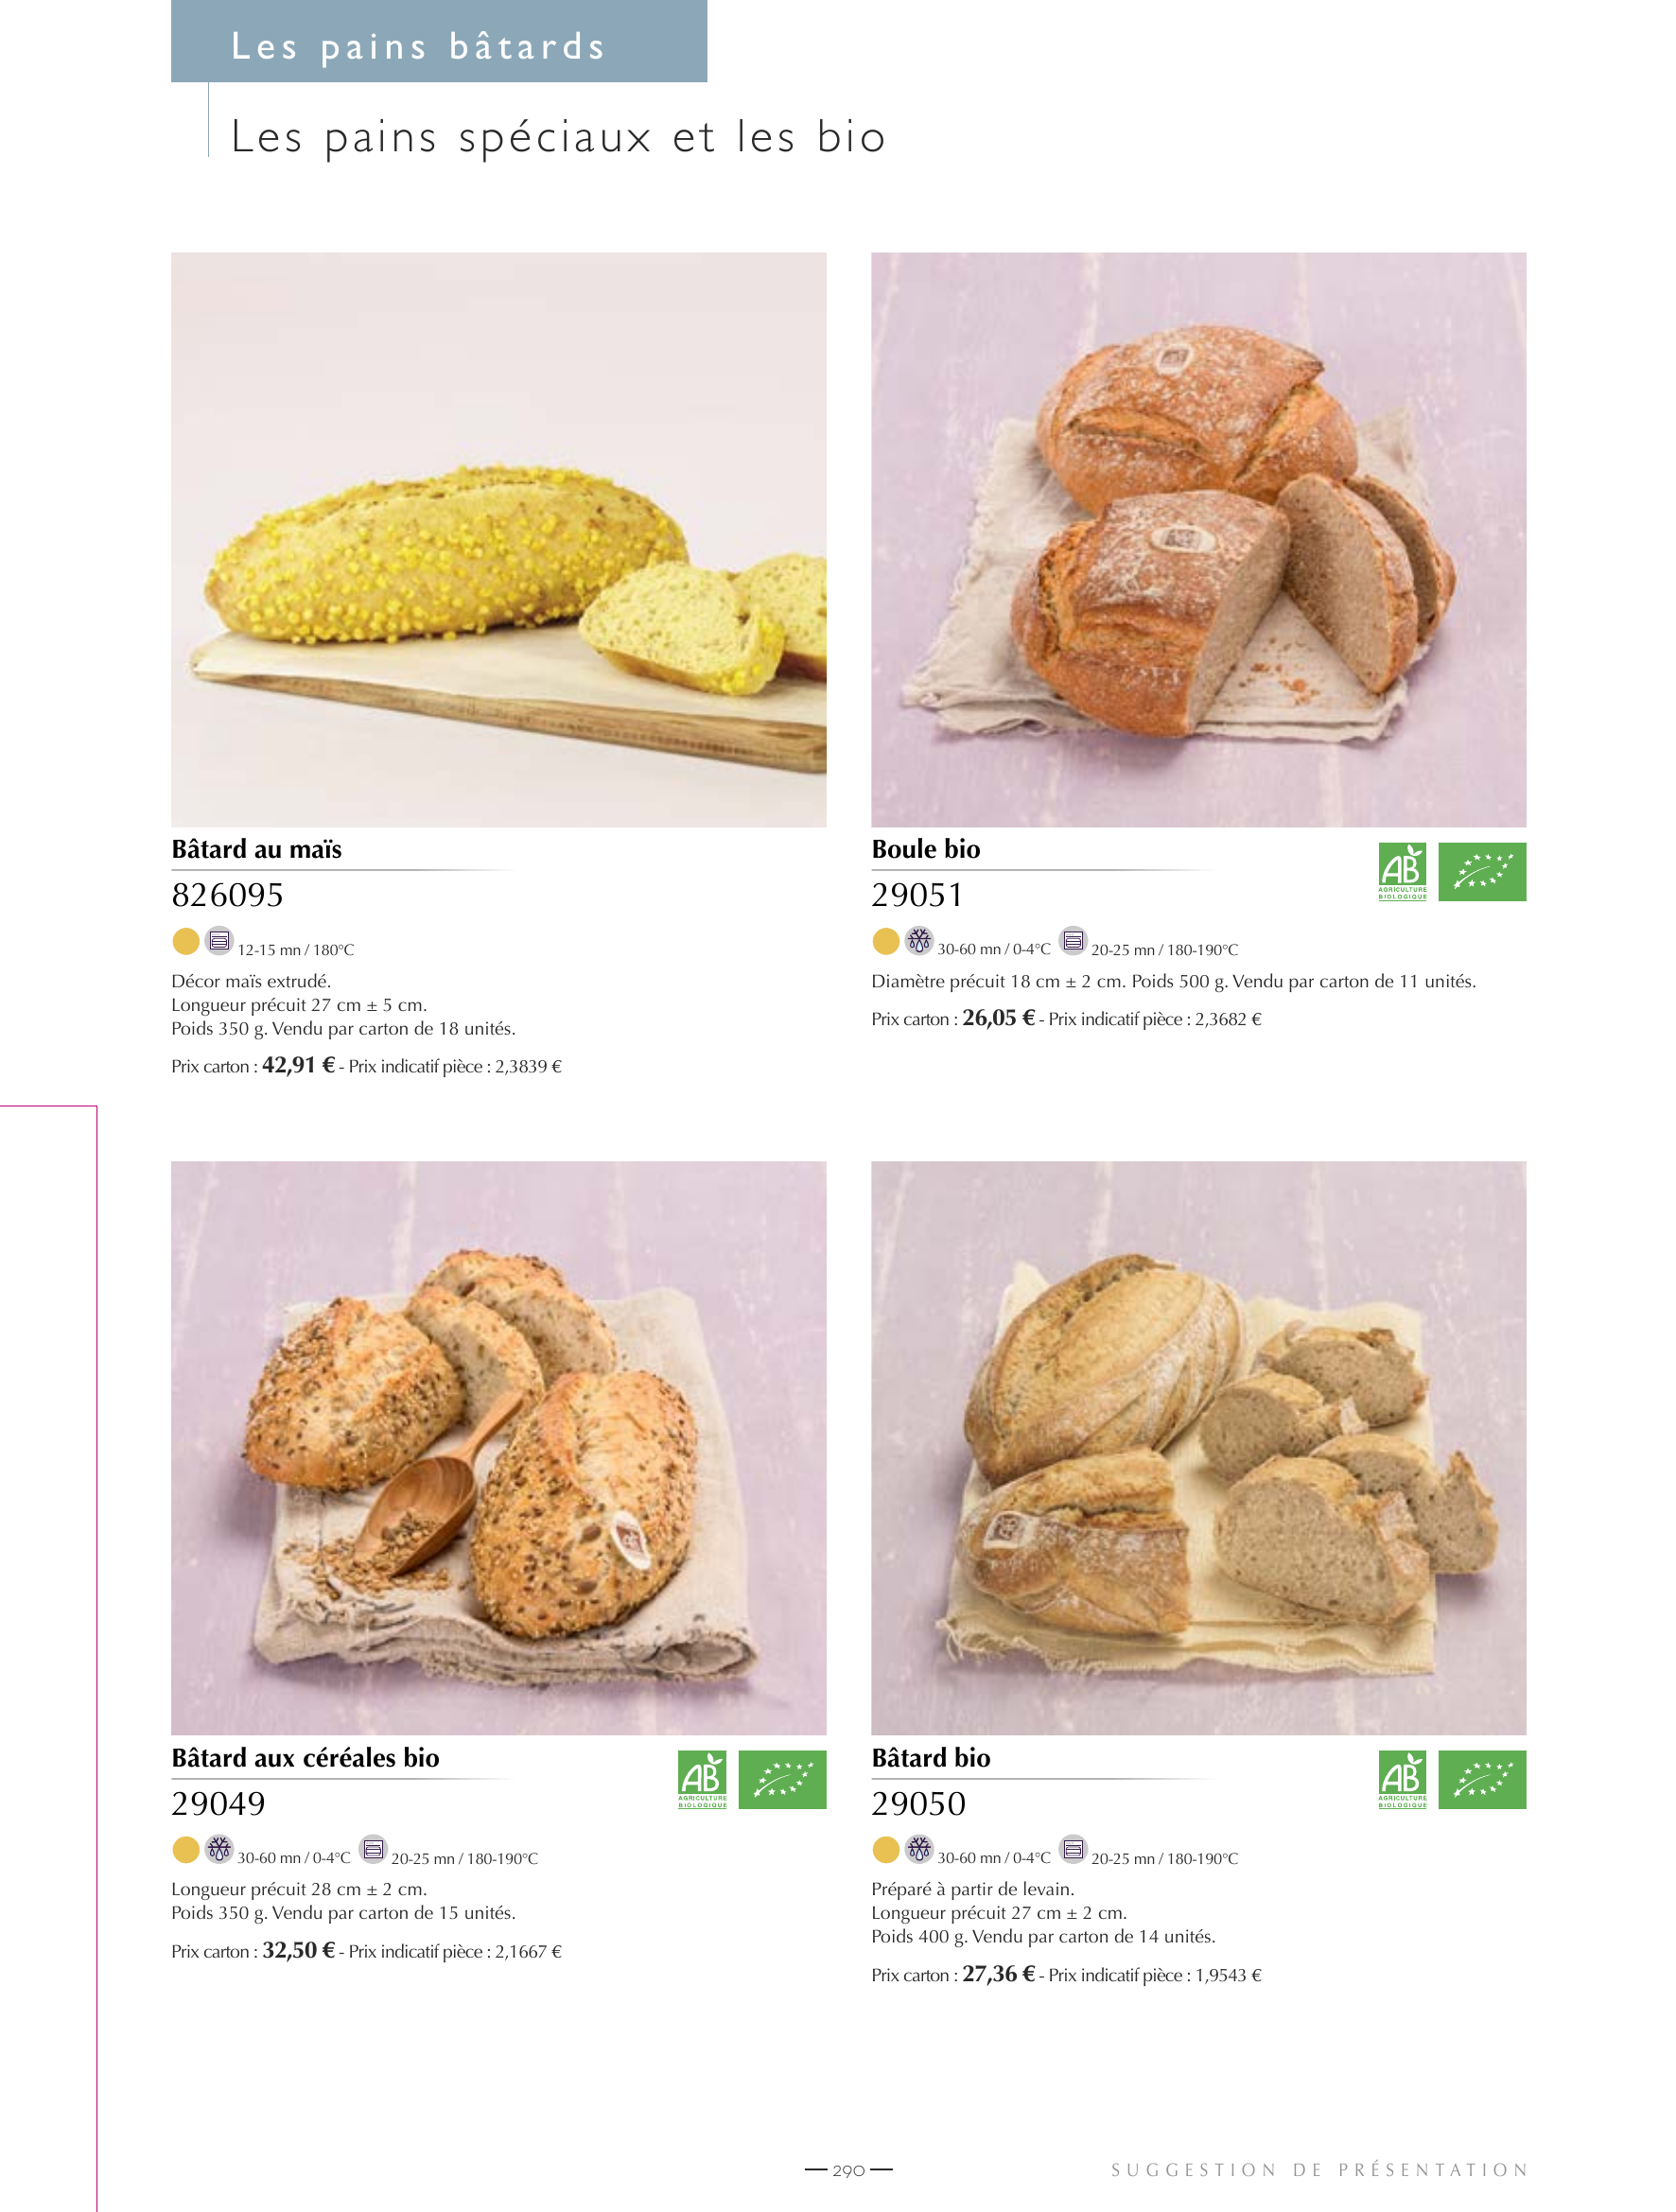 Les pains bâtards
Les pains spéciaux et les bio
Bâtard au maïs
826095
12-15 mn / 180°C
Décor maïs extrudé.
Longueur précuit 27 cm ± 5 cm.
Poids 350 g. Vendu par carton de 18 unités.
Prix carton : 42,91 € - Prix indicatif pièce : 2,3839 €
Boule bio
29051
AB
AGRICULTURE
BIOLOGIQUE
30-60 mn / 0-4°C 20-25 mn / 180-190°C
Diamètre précuit 18 cm ± 2 cm. Poids 500 g. Vendu par carton de 11 unités.
Prix carton : 26,05 € - Prix indicatif pièce : 2,3682 €
Bâtard aux céréales bio
29049
AB
AGRICULTURE
BIOLOGIQUE
30-60 mn / 0-4°C 20-25 mn / 180-190°C
Longueur précuit 28 cm ± 2 cm.
Poids 350 g. Vendu par carton de 15 unités.
Prix carton : 32,50 € - Prix indicatif pièce : 2,1667 €
Bâtard bio
29050
AB
AGRICULTURE
BIOLOGIQUE
30-60 mn / 0-4°C 20-25 mn / 180-190°C
Préparé à partir de levain.
Longueur précuit 27 cm ± 2 cm.
Poids 400 g. Vendu par carton de 14 unités.
Prix carton : 27,36 € - Prix indicatif pièce : 1,9543 €
290
SUGGESTION DE PRÉSENTATION